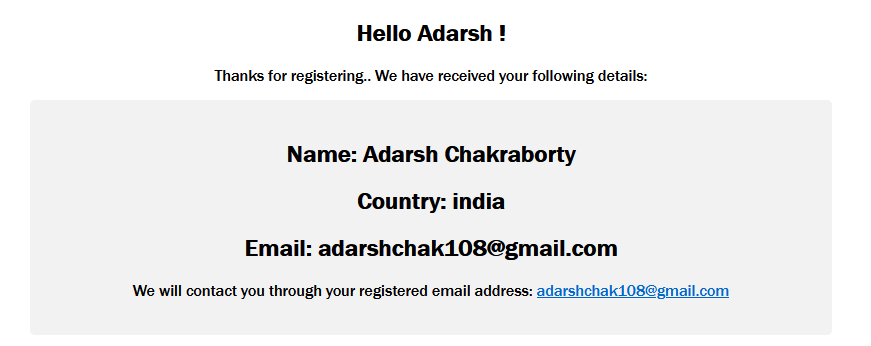 Hello Adarsh !
Thanks for registering.. We have received your following details:
Name: Adarsh Chakraborty
Country: india
Email: adarshchak108@gmail.com
We will contact you through your registered email address: adarshchak108@gmail.com